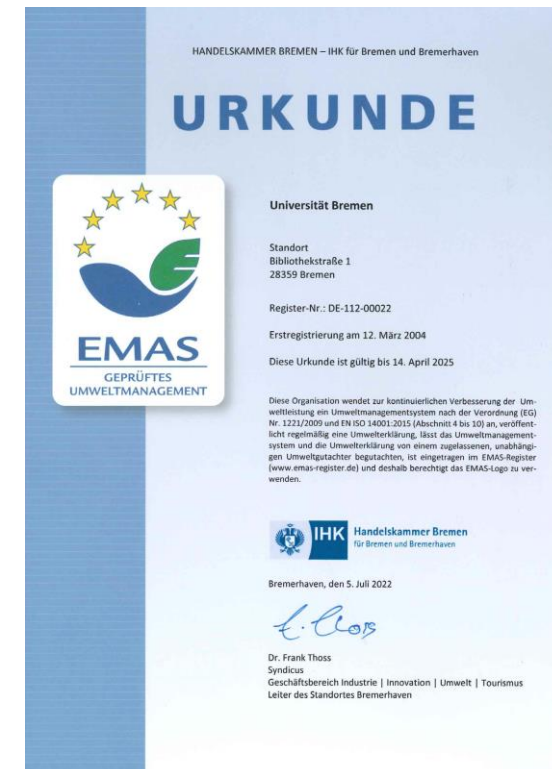 HANDELSKAMMER BREMEN – IHK für Bremen und Bremerhaven
URKUNDE
EMAS
GEPRÜFTES
UMWELTMANAGEMENT
Universität Bremen
Standort
Bibliothekstraße 1
28359 Bremen
Register-Nr.: DE-112-00022
Erstregistrierung am 12. März 2004
Diese Urkunde ist gültig bis 14. April 2025
Diese Organisation wendet zur kontinuierlichen Verbesserung der Um-
weltleistung ein Umweltmanagementsystem nach der Verordnung (EG)
Nr. 1221/2009 und EN ISO 14001:2015 (Abschnitt 4 bis 10) an, veröffent-
licht regelmäßig eine Umwelterklärung, lässt das Umweltmanagement-
system und die Umwelterklärung von einem zugelassenen, unabhängi-
gen Umweltgutachter begutachten, ist eingetragen im EMAS-Register
(www.emas-register.de) und deshalb berechtigt das EMAS-Logo zu ver-
wenden.
IHK Handelskammer Bremen
für Bremen und Bremerhaven
Bremerhaven, den 5. Juli 2022
Dr. Frank Thoss
Syndicus
Geschäftsbereich Industrie | Innovation | Umwelt | Tourismus
Leiter des Standortes Bremerhaven